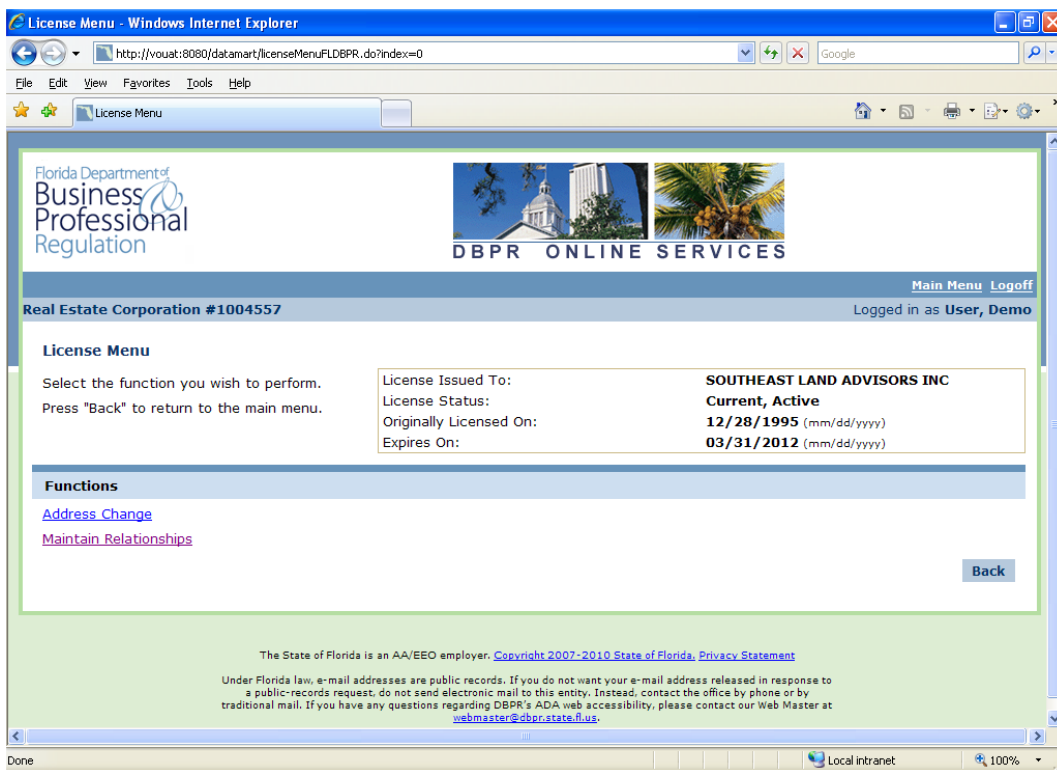 License Menu - Windows Internet Explorer
http://vouat:8080/datamart/licenseMenuFLDBPR.do?index=0
Google
File Edit View Favorites Tools Help
License Menu
Florida Department of
Business &
Professional
Regulation
DBPR ONLINE SERVICES
Main Menu Logoff
Real Estate Corporation #1004557 Logged in as User, Demo
License Menu
Select the function you wish to perform.
Press "Back" to return to the main menu.
License Issued To: SOUTHEAST LAND ADVISORS INC
License Status: Current, Active
Originally Licensed On: 12/28/1995 (mm/dd/yyyy)
Expires On: 03/31/2012 (mm/dd/yyyy)
Functions
Address Change
Maintain Relationships
Back
The State of Florida is an AA/EEO employer. Copyright 2007-2010 State of Florida. Privacy Statement
Under Florida law, e-mail addresses are public records. If you do not want your e-mail address released in response to
a public-records request, do not send electronic mail to this entity. Instead, contact the office by phone or by
traditional mail. If you have any questions regarding DBPR's ADA web accessibility, please contact our Web Master at
webmaster@dbpr.state.fl.us.
Done Local intranet 100%